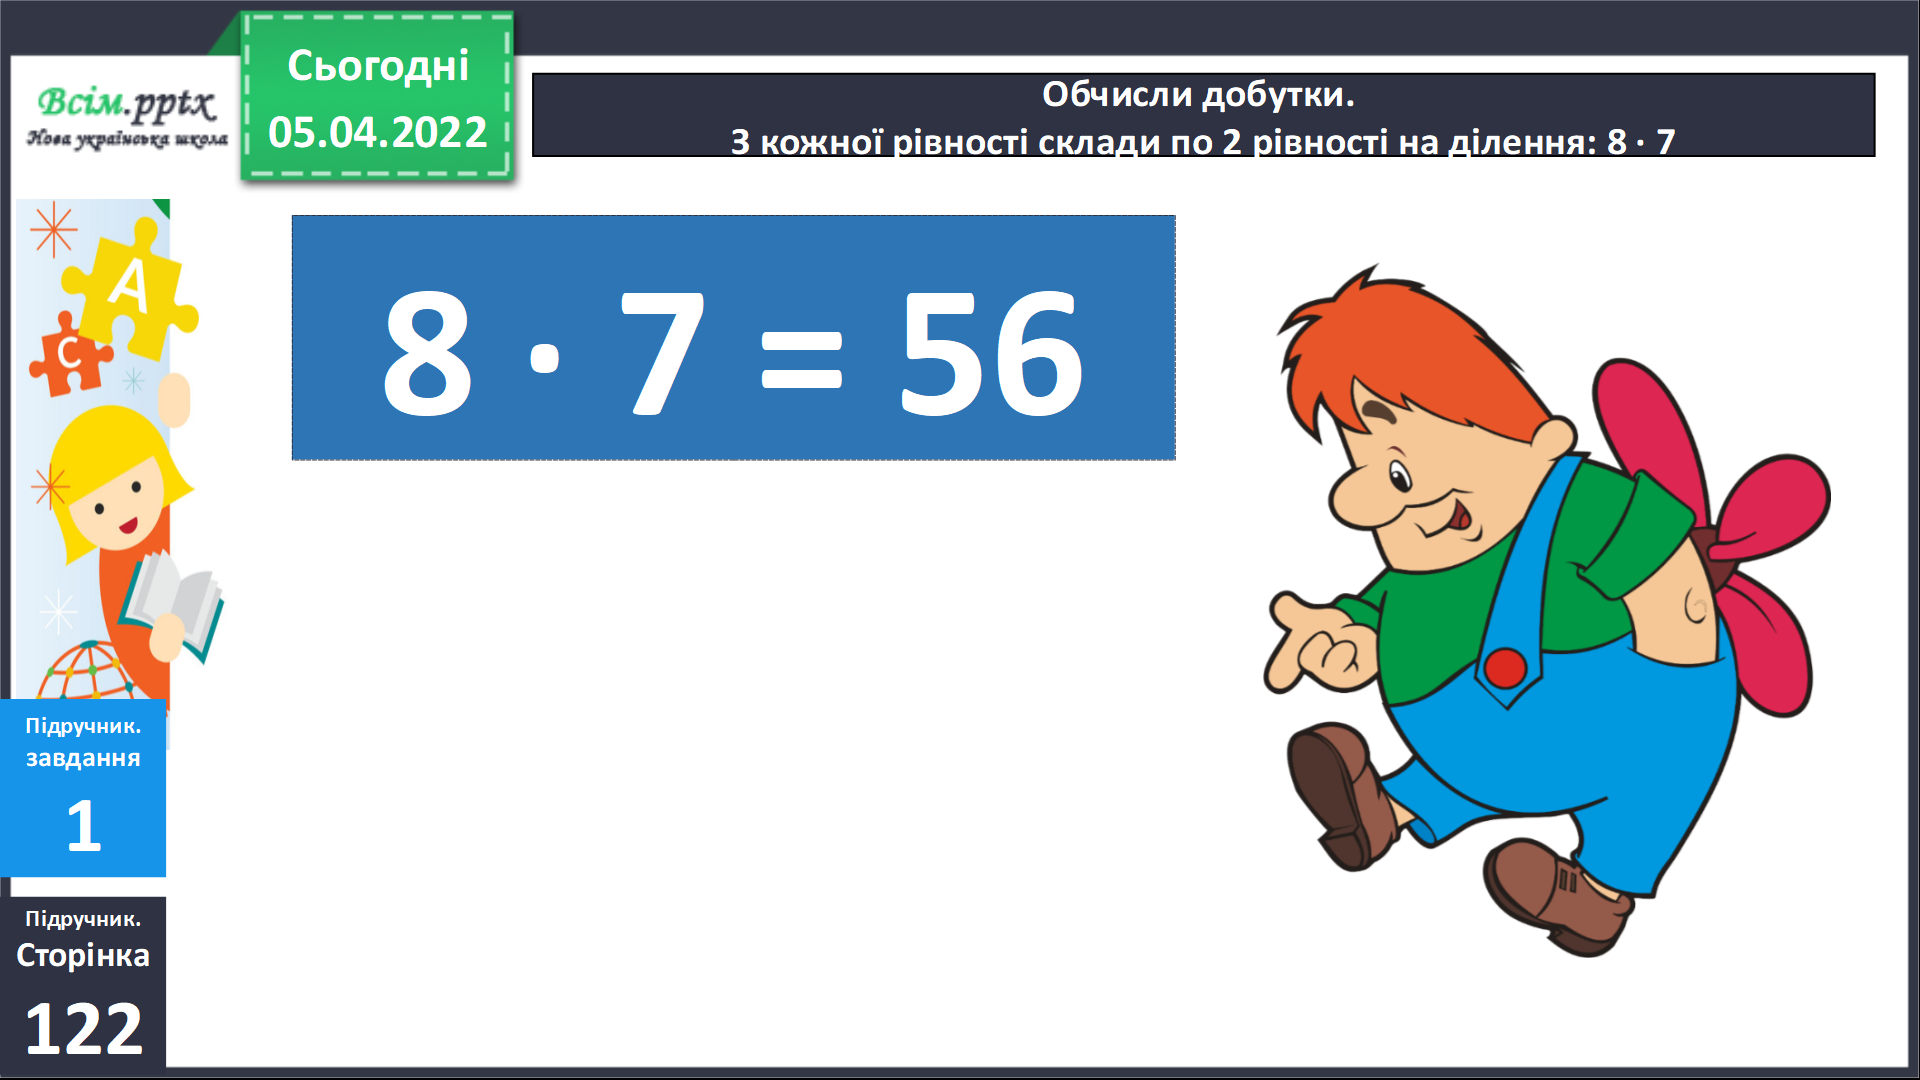 Сьогодні
05.04.2022
Всім.pptx
Нова українська школа
Обчисли добутки.
З кожної рівності склади по 2 рівності на ділення: 8 · 7
8 · 7 = 56
А
С
Підручник.
завдання
1
Підручник.
Сторінка
122